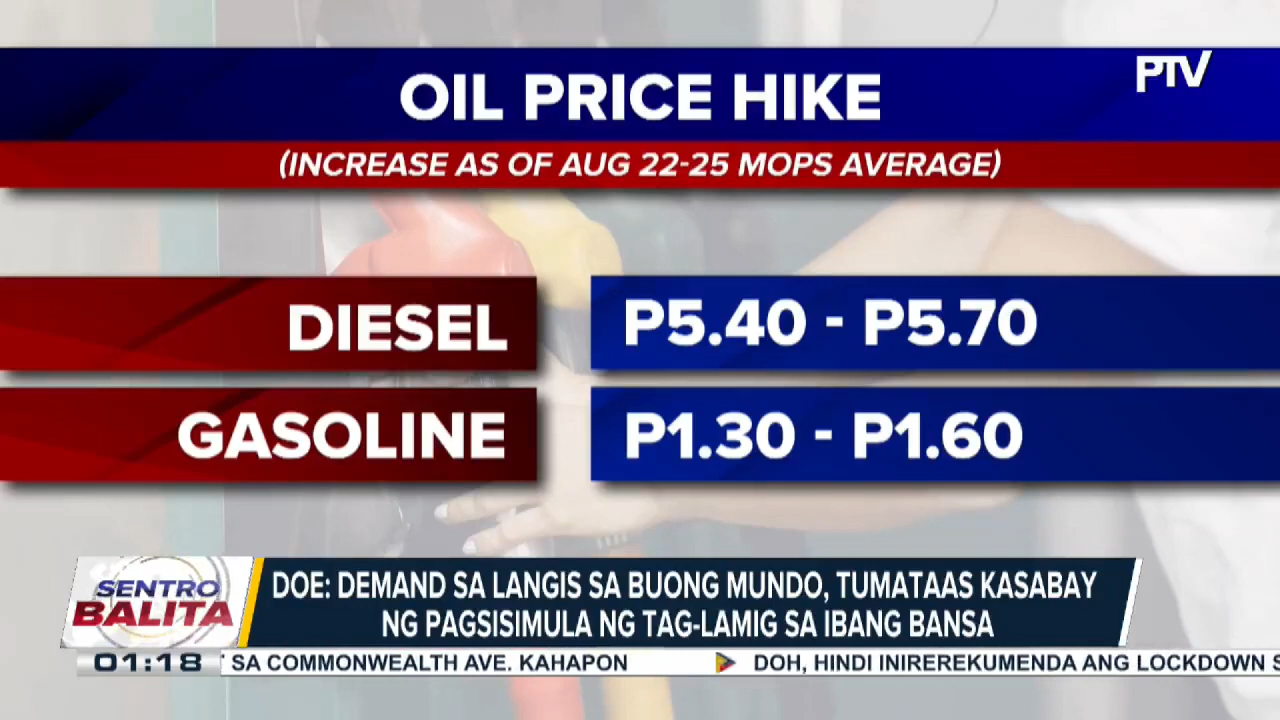 PTV
OIL PRICE HIKE
(INCREASE AS OF AUG 22-25 MOPS AVERAGE)
DIESEL P5.40 - P5.70
GASOLINE P1.30 - P1.60
SENTRO
BALITA
DOE: DEMAND SA LANGIS SA BUONG MUNDO, TUMATAAS KASABAY
NG PAGSISIMULA NG TAG-LAMIG SA IBANG BANSA
01:18 SA COMMONWEALTH AVE. KAHAPON DOH, HINDI INIREREKUMENDA ANG LOCKDOWN